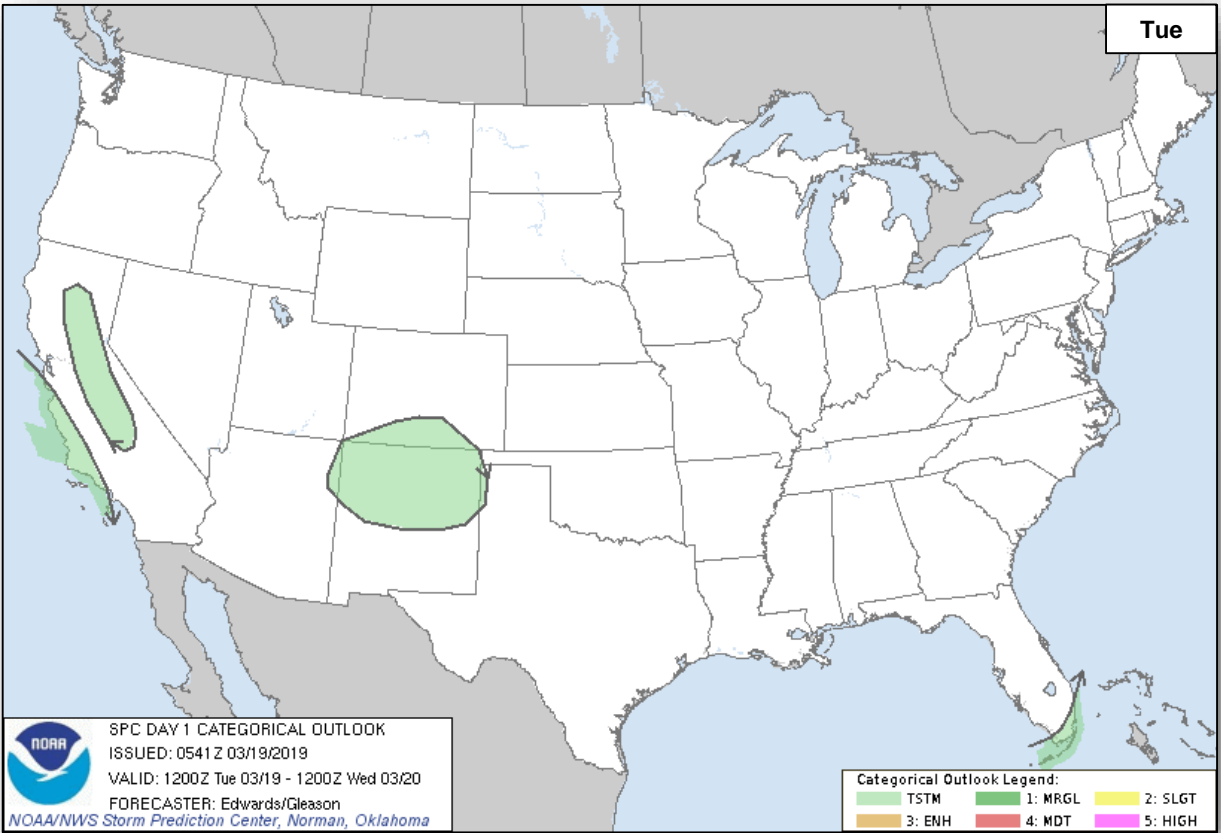 Tue
NOAA
SPC DAY 1 CATEGORICAL OUTLOOK
ISSUED: 0541Z 03/19/2019
VALID: 1200Z Tue 03/19 - 1200Z Wed 03/20
FORECASTER: Edwards/Gleason
NOAA/NWS Storm Prediction Center, Norman, Oklahoma
Categorical Outlook Legend:
TSTM 1: MRGL 2: SLGT
3: ENH 4: MDT 5: HIGH